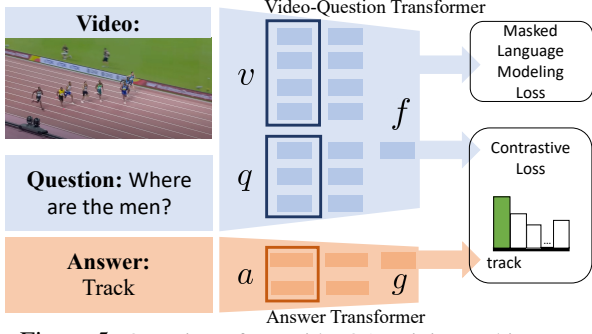 Video-Question Transformer
Video:
v
f
Masked
Language
Modeling
Loss
Question: Where
are the men?
q
Contrastive
Loss
...
track
Answer:
Track
a
g
Answer Transformer